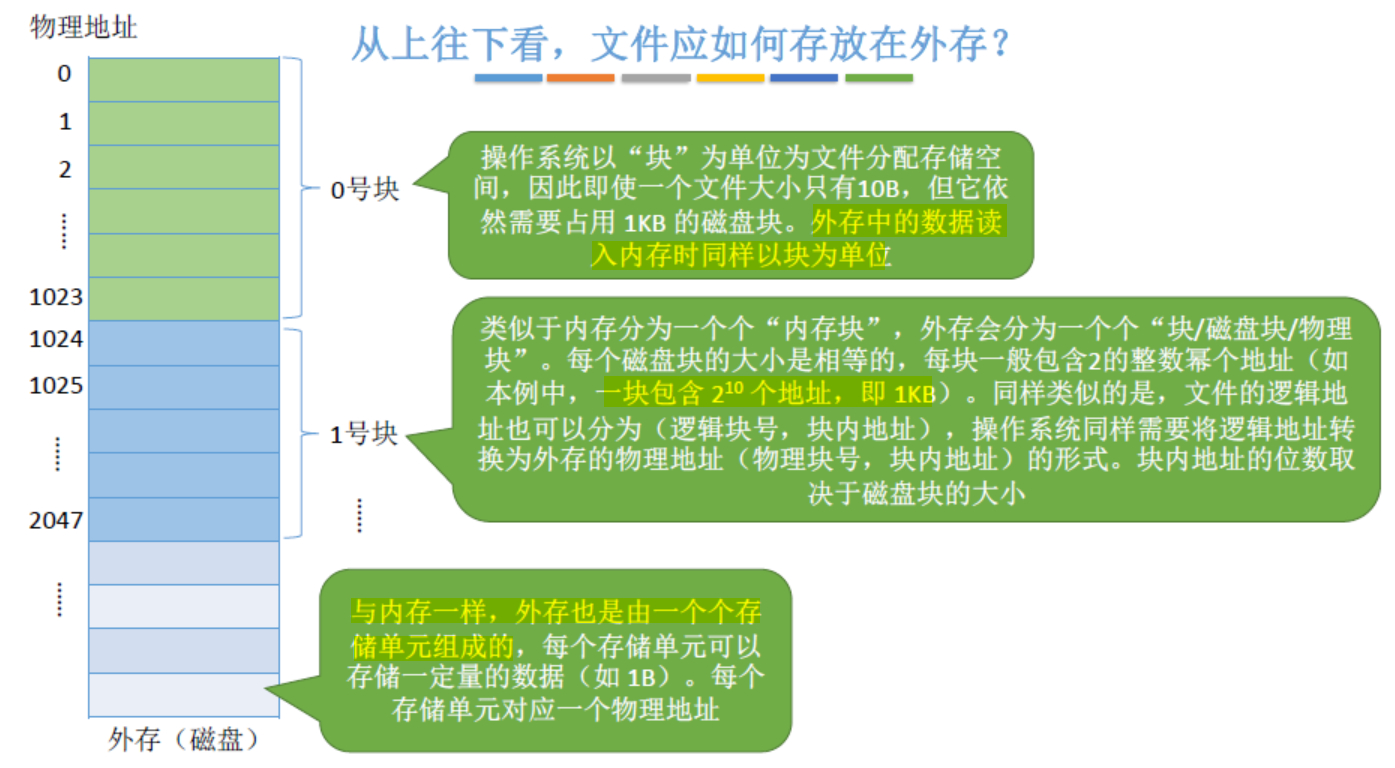 物理地址
从上往下看，文件应如何存放在外存？
0
1
2
1023
1024
1025
2047
0号块
1号块
操作系统以“块”为单位为文件分配存储空
间，因此即使一个文件大小只有10B，但它依
然需要占用 1KB 的磁盘块。外存中的数据读
入内存时同样以块为单位
类似于内存分为一个个“内存块”，外存会分为一个个“块/磁盘块/物理
块”。每个磁盘块的大小是相等的，每块一般包含2的整数幂个地址（如
本例中，一块包含 2¹⁰ 个地址，即 1KB）。同样类似的是，文件的逻辑地
址也可以分为（逻辑块号，块内地址），操作系统同样需要将逻辑地址转
换为外存的物理地址（物理块号，块内地址）的形式。块内地址的位数取
决于磁盘块的大小
与内存一样，外存也是由一个个存
储单元组成的，每个存储单元可以
存储一定量的数据（如 1B）。每个
存储单元对应一个物理地址
外存（磁盘）